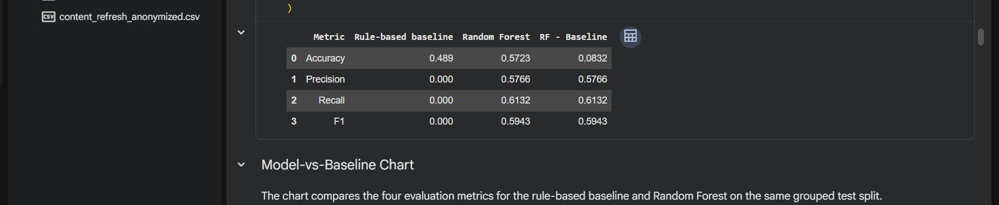 )
CSV content_refresh_anonymized.csv
Metric Rule-based baseline Random Forest RF - Baseline
0 Accuracy 0.489 0.5723 0.0832
1 Precision 0.000 0.5766 0.5766
2 Recall 0.000 0.6132 0.6132
3 F1 0.000 0.5943 0.5943
Model-vs-Baseline Chart
The chart compares the four evaluation metrics for the rule-based baseline and Random Forest on the same grouped test split.